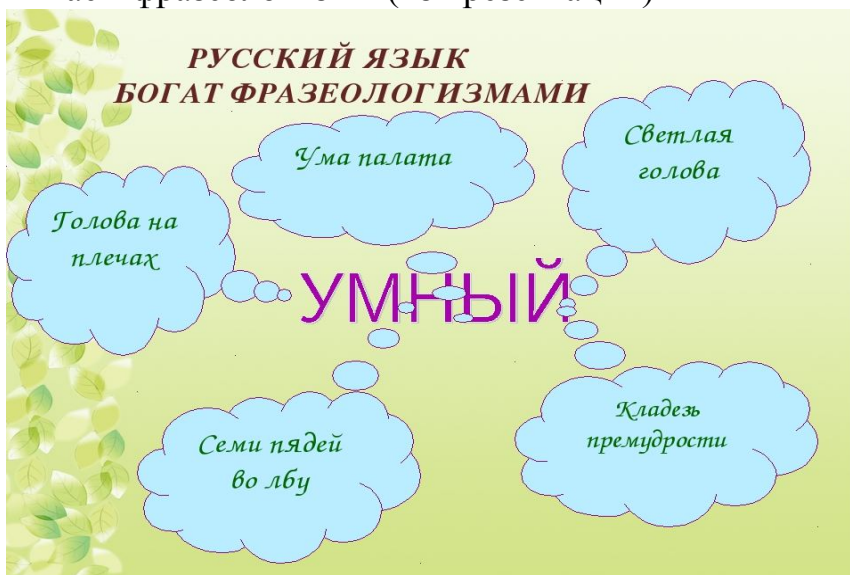 РУССКИЙ ЯЗЫК
БОГАТ ФРАЗЕОЛОГИЗМАМИ
Ума палата
Светлая
голова
Голова на
плечах
УМНЫЙ
Семи пядей
во лбу
Кладезь
премудрости